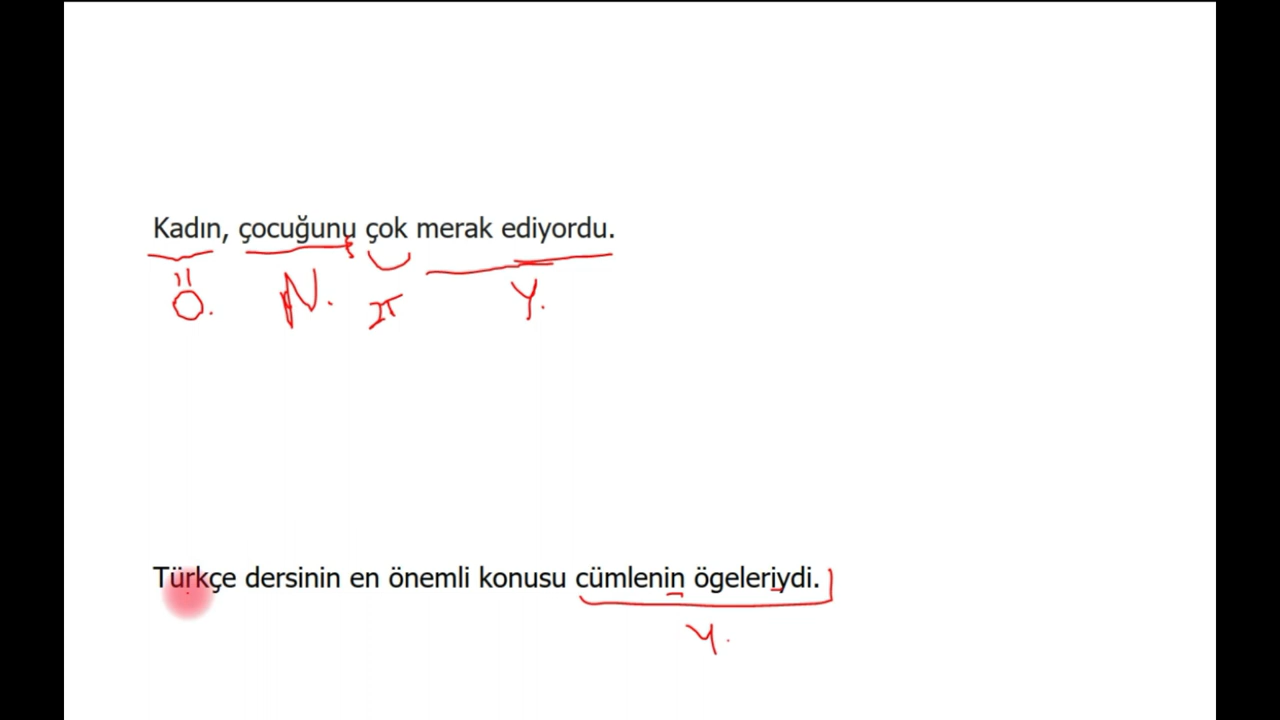 Kadın, çocuğunu çok merak ediyordu.
Ö. N. Y.
Türkçe dersinin en önemli konusu cümlenin ögeleriydi.
Y.